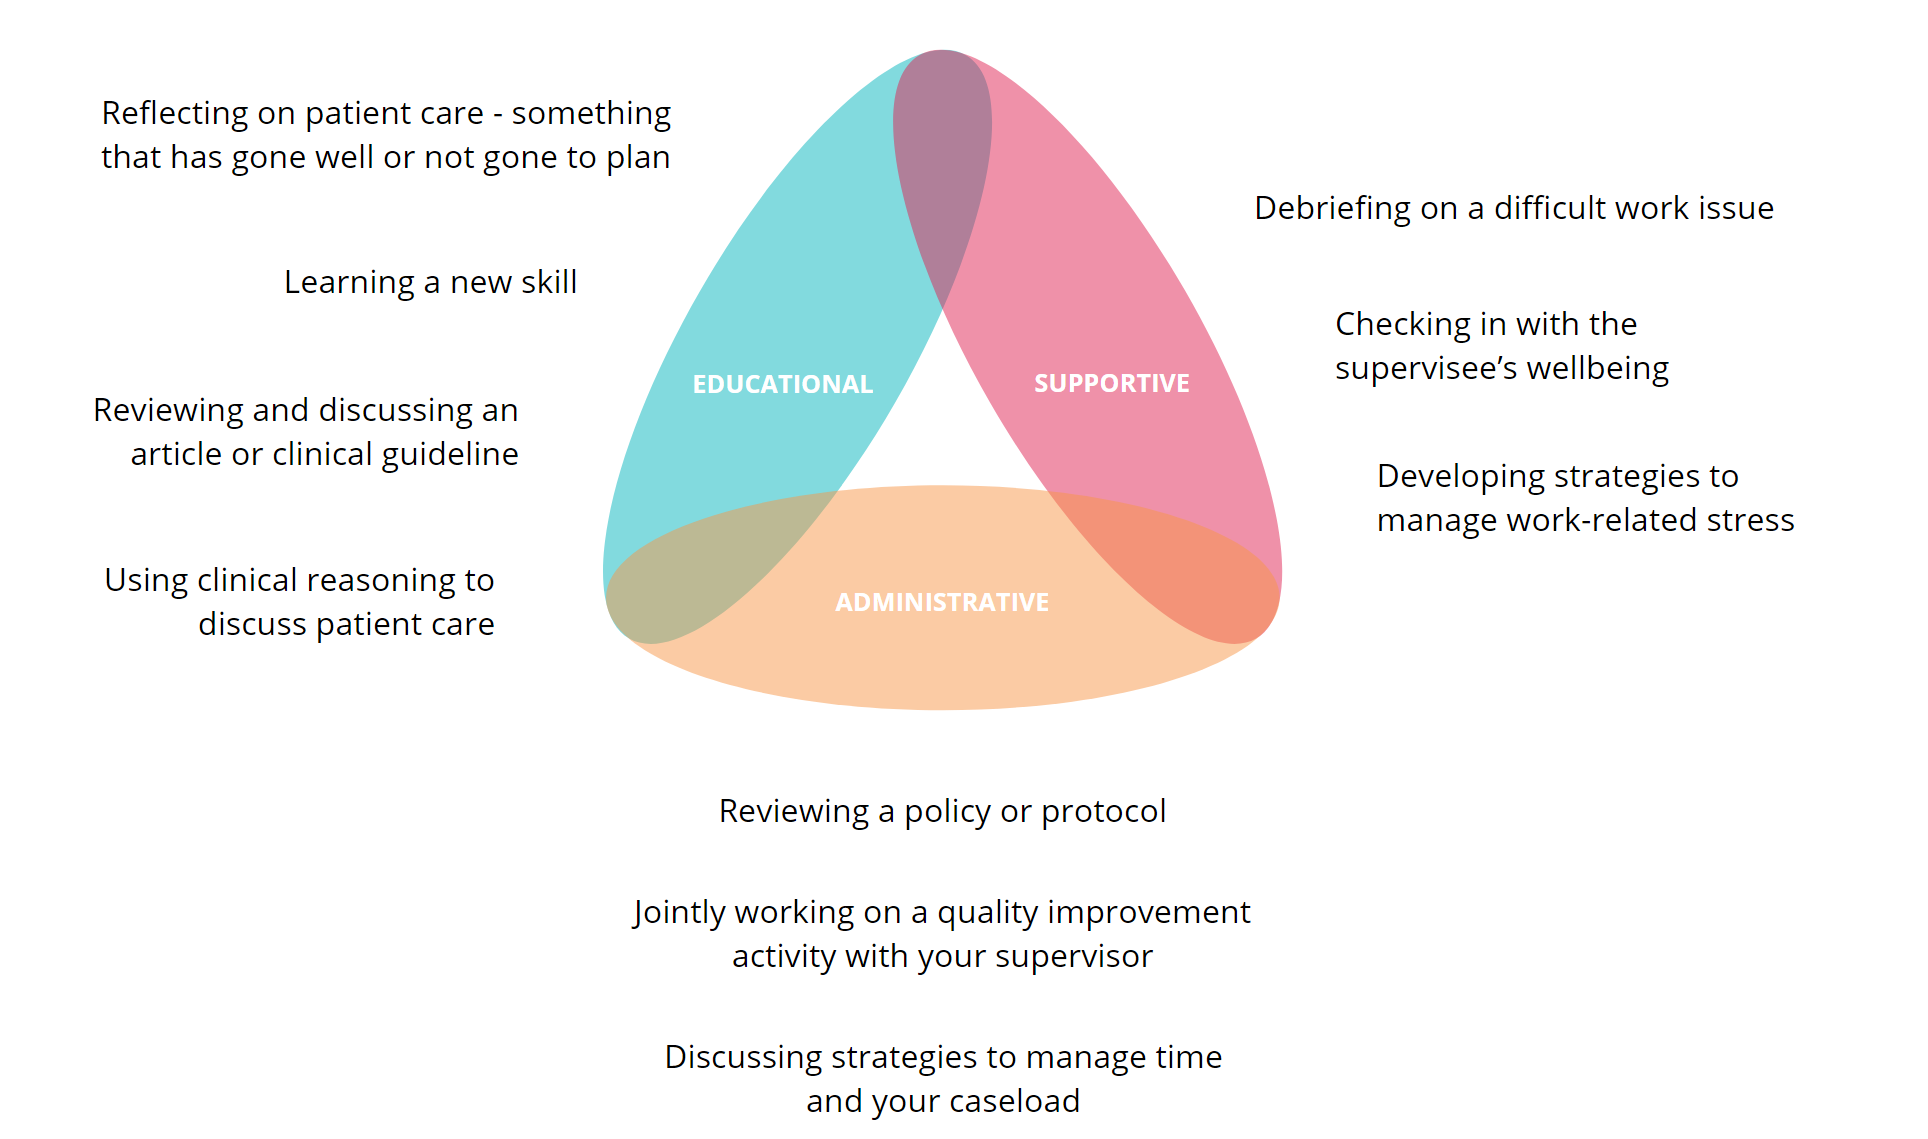 Reflecting on patient care - something
that has gone well or not gone to plan
Learning a new skill
Reviewing and discussing an
article or clinical guideline
Using clinical reasoning to
discuss patient care
EDUCATIONAL
SUPPORTIVE
ADMINISTRATIVE
Debriefing on a difficult work issue
Checking in with the
supervisee’s wellbeing
Developing strategies to
manage work-related stress
Reviewing a policy or protocol
Jointly working on a quality improvement
activity with your supervisor
Discussing strategies to manage time
and your caseload